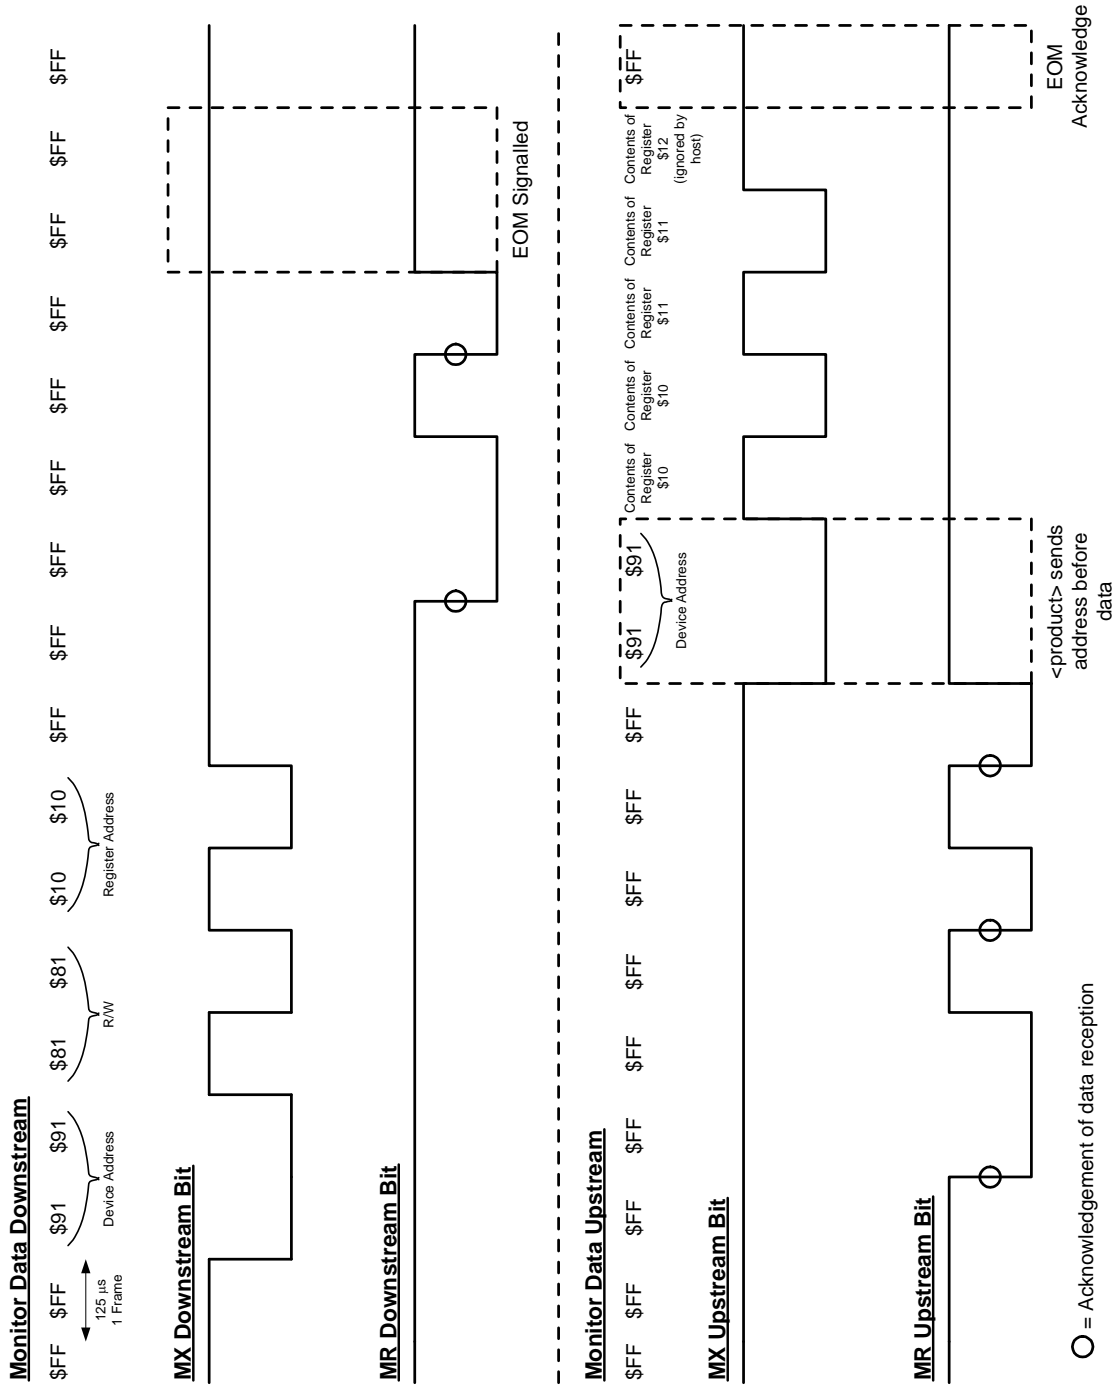 Monitor Data Downstream
$FF $FF $91 $91 $81 $81 $10 $10 $FF $FF $FF $FF $FF $FF $FF $FF $FF
125 µs
1 Frame
Device Address
R/W
Register Address
MX Downstream Bit
MR Downstream Bit
EOM Signalled
Monitor Data Upstream
$FF $FF $FF $FF $FF $FF $FF $FF $FF $91 $91
Device Address
Contents of
Register
$10
Contents of
Register
$10
Contents of
Register
$11
Contents of
Register
$11
Contents of
Register
$12
(ignored by
host)
$FF
MX Upstream Bit
MR Upstream Bit
<product> sends
address before
data
EOM
Acknowledge
= Acknowledgement of data reception